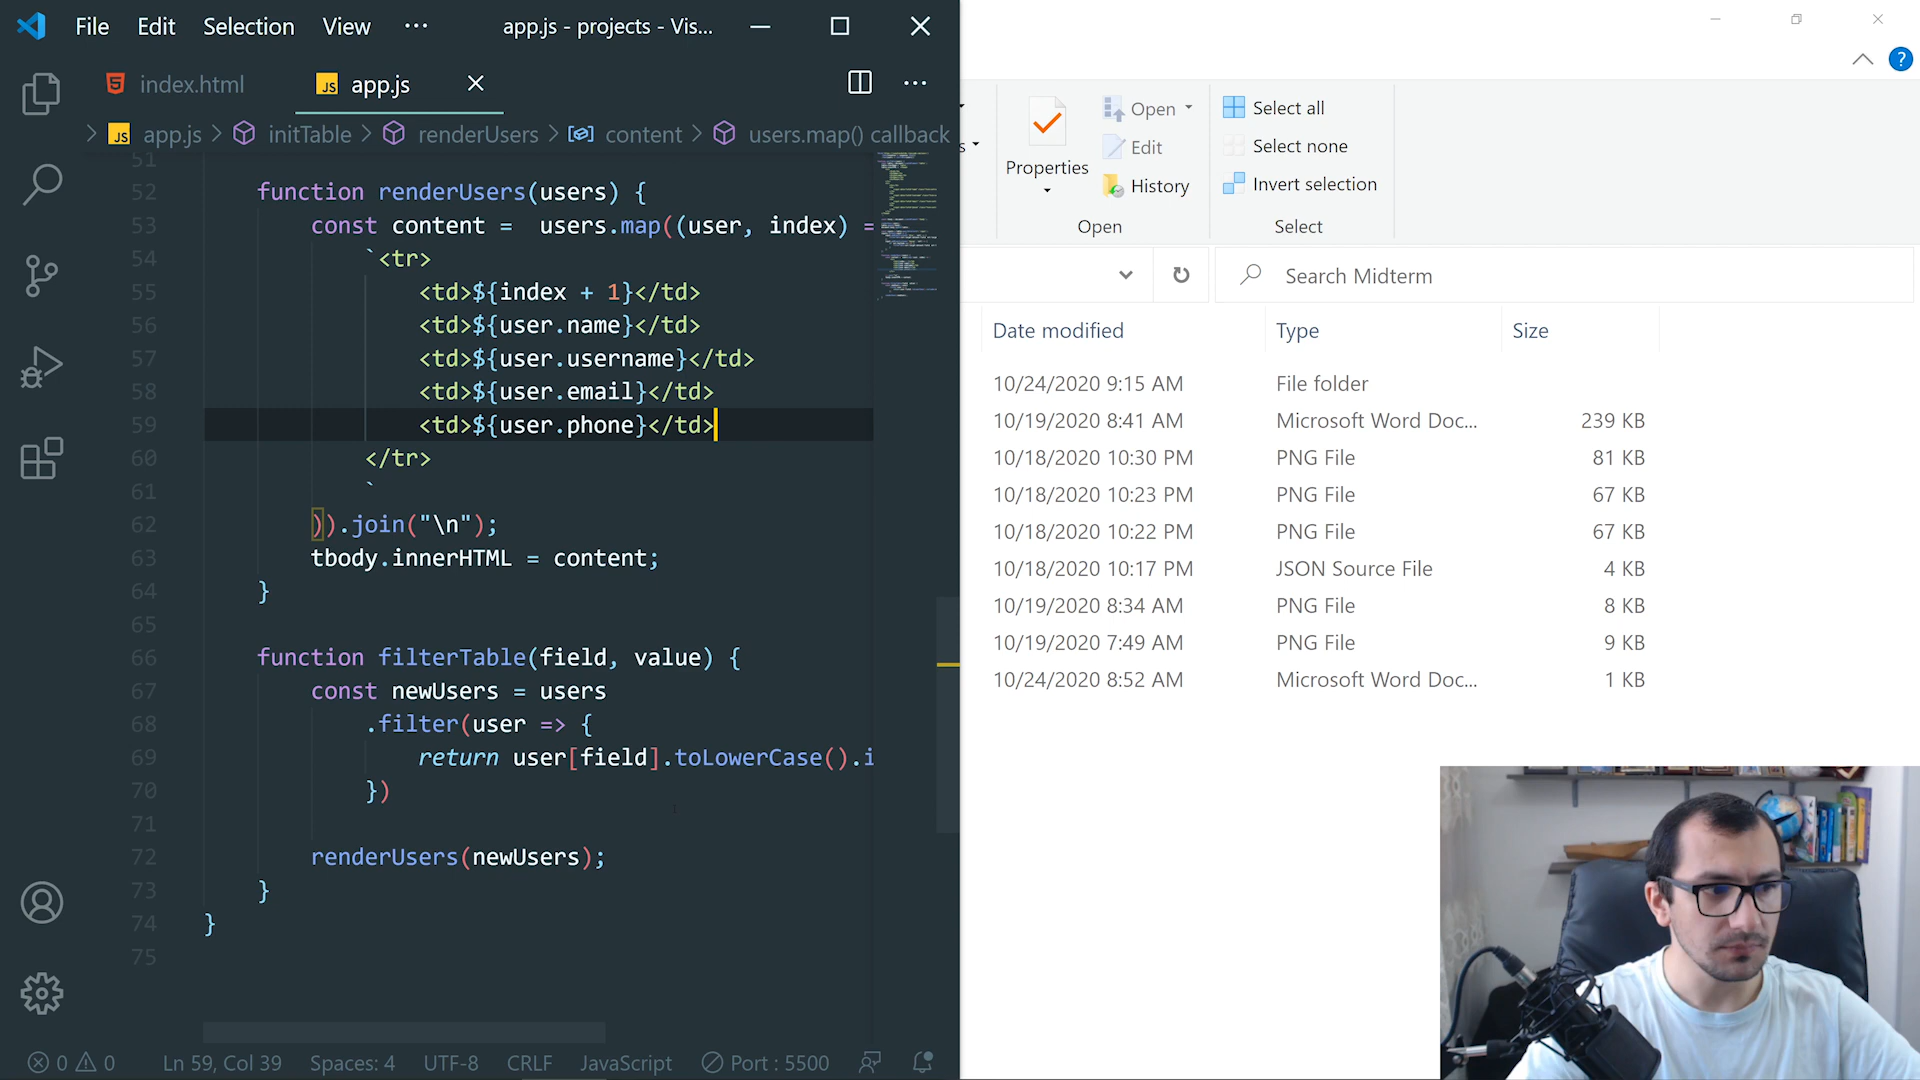 File Edit Selection View ··· app.js - projects - Vis...
index.html app.js
app.js > initTable > renderUsers > content > users.map() callback
51
52 function renderUsers(users) {
53 const content =  users.map((user, index) =
54 `<tr>
55 <td>${index + 1}</td>
56 <td>${user.name}</td>
57 <td>${user.username}</td>
58 <td>${user.email}</td>
59 <td>${user.phone}</td>
60 </tr>
61 `
62 )).join("\n");
63 tbody.innerHTML = content;
64 }
65
66 function filterTable(field, value) {
67 const newUsers = users
68 .filter(user => {
69 return user[field].toLowerCase().i
70 })
71
72 renderUsers(newUsers);
73 }
74 }
75
0 0 Ln 59, Col 39 Spaces: 4 UTF-8 CRLF JavaScript Port : 5500
Properties
Open
Edit
History
Open
Select all
Select none
Invert selection
Select
Search Midterm
Date modified Type Size
10/24/2020 9:15 AM File folder
10/19/2020 8:41 AM Microsoft Word Doc... 239 KB
10/18/2020 10:30 PM PNG File 81 KB
10/18/2020 10:23 PM PNG File 67 KB
10/18/2020 10:22 PM PNG File 67 KB
10/18/2020 10:17 PM JSON Source File 4 KB
10/19/2020 8:34 AM PNG File 8 KB
10/19/2020 7:49 AM PNG File 9 KB
10/24/2020 8:52 AM Microsoft Word Doc... 1 KB